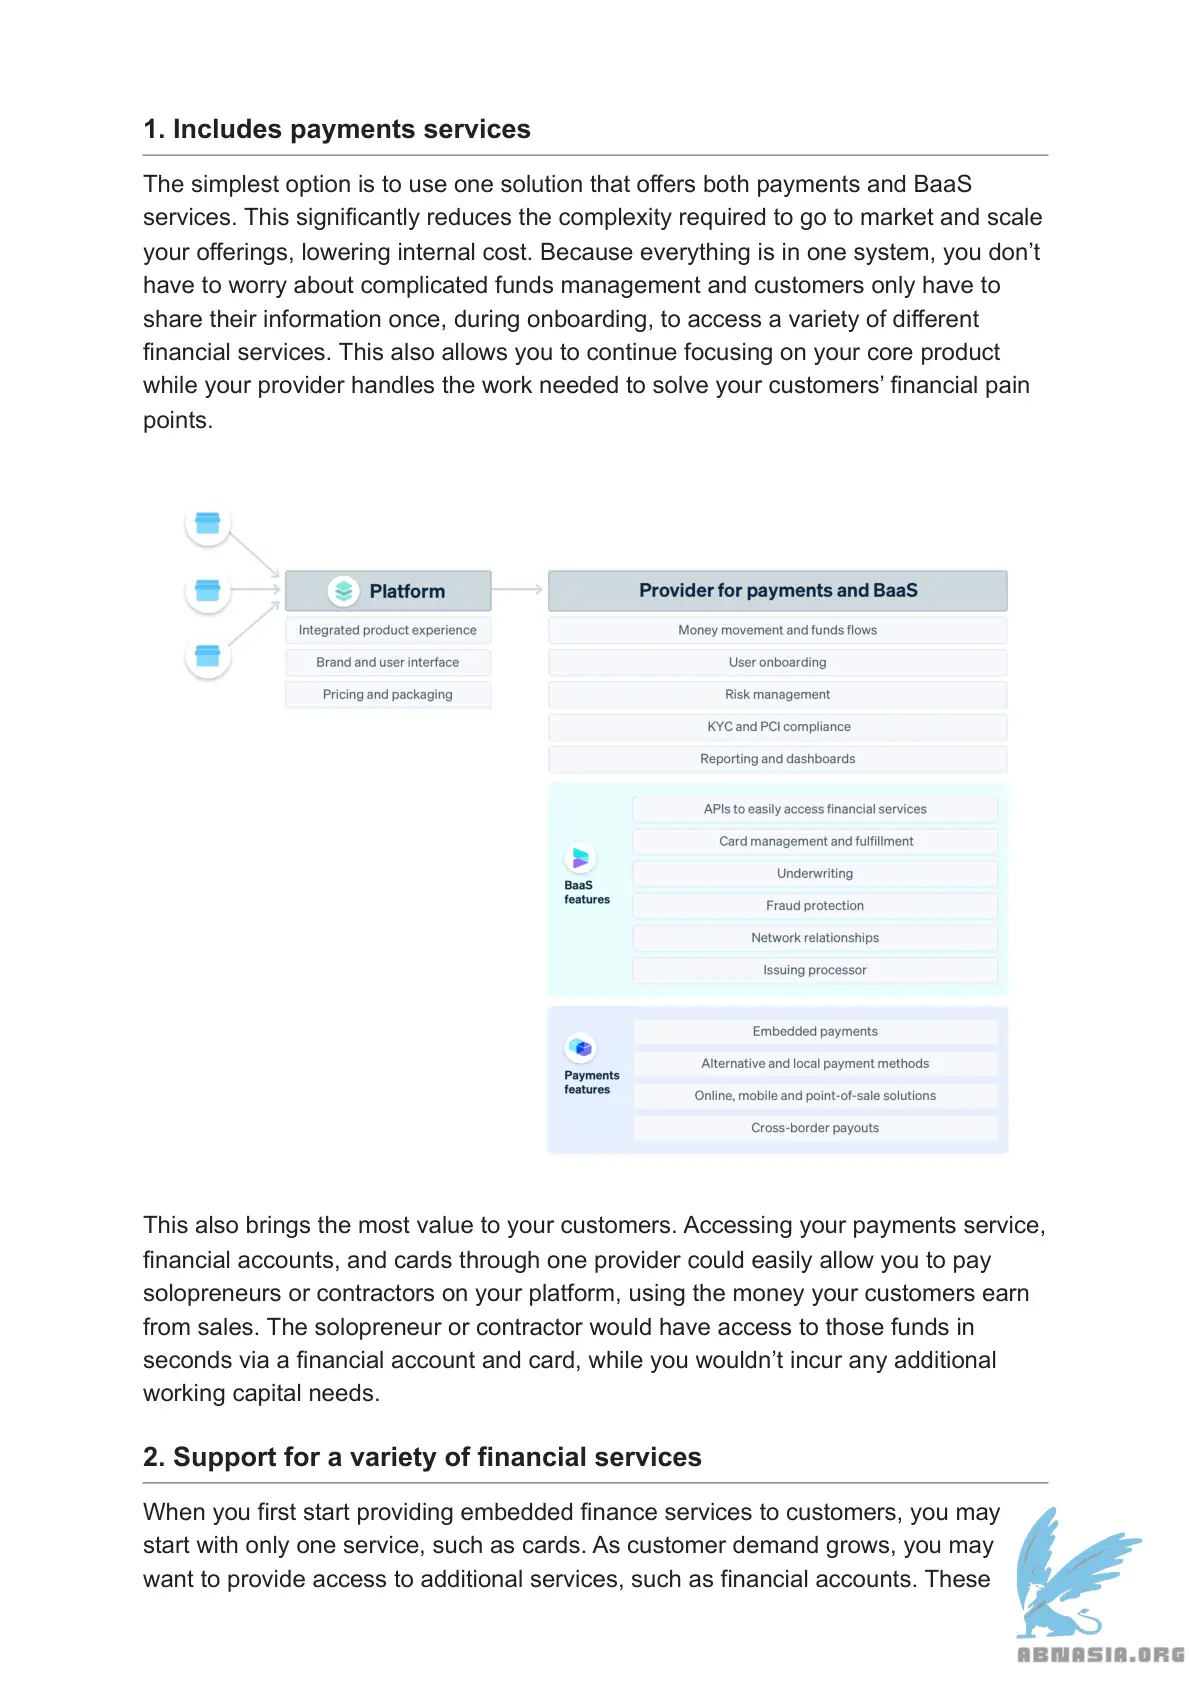 1. Includes payments services
The simplest option is to use one solution that offers both payments and BaaS
services. This significantly reduces the complexity required to go to market and scale
your offerings, lowering internal cost. Because everything is in one system, you don’t
have to worry about complicated funds management and customers only have to
share their information once, during onboarding, to access a variety of different
financial services. This also allows you to continue focusing on your core product
while your provider handles the work needed to solve your customers’ financial pain
points.
Platform
Integrated product experience
Brand and user interface
Pricing and packaging
Provider for payments and BaaS
Money movement and funds flows
User onboarding
Risk management
KYC and PCI compliance
Reporting and dashboards
BaaS
features
APIs to easily access financial services
Card management and fulfillment
Underwriting
Fraud protection
Network relationships
Issuing processor
Payments
features
Embedded payments
Alternative and local payment methods
Online, mobile and point-of-sale solutions
Cross-border payouts
This also brings the most value to your customers. Accessing your payments service,
financial accounts, and cards through one provider could easily allow you to pay
solopreneurs or contractors on your platform, using the money your customers earn
from sales. The solopreneur or contractor would have access to those funds in
seconds via a financial account and card, while you wouldn’t incur any additional
working capital needs.
2. Support for a variety of financial services
When you first start providing embedded finance services to customers, you may
start with only one service, such as cards. As customer demand grows, you may
want to provide access to additional services, such as financial accounts. These
ABNASIA.ORG